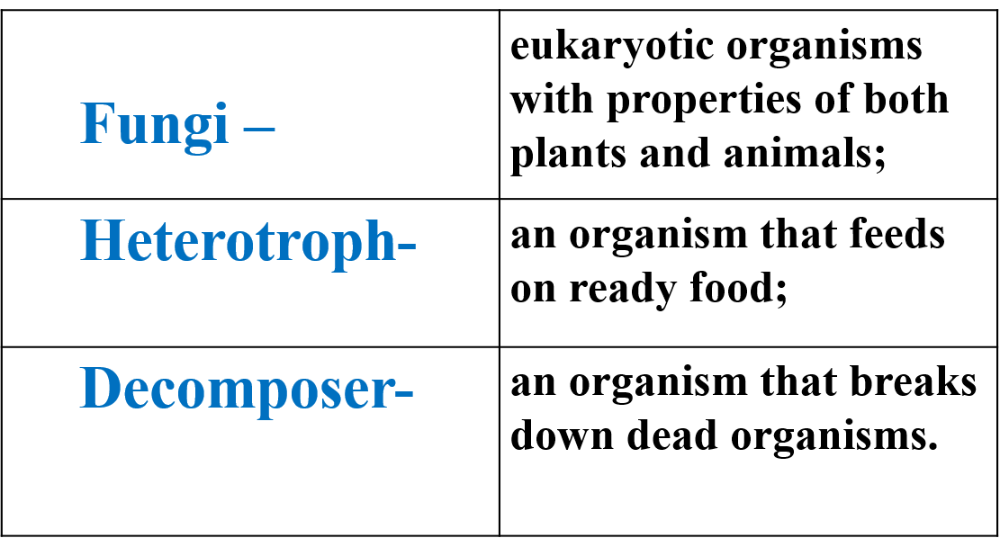 Fungi –
eukaryotic organisms
with properties of both
plants and animals;
Heterotroph-
an organism that feeds
on ready food;
Decomposer-
an organism that breaks
down dead organisms.